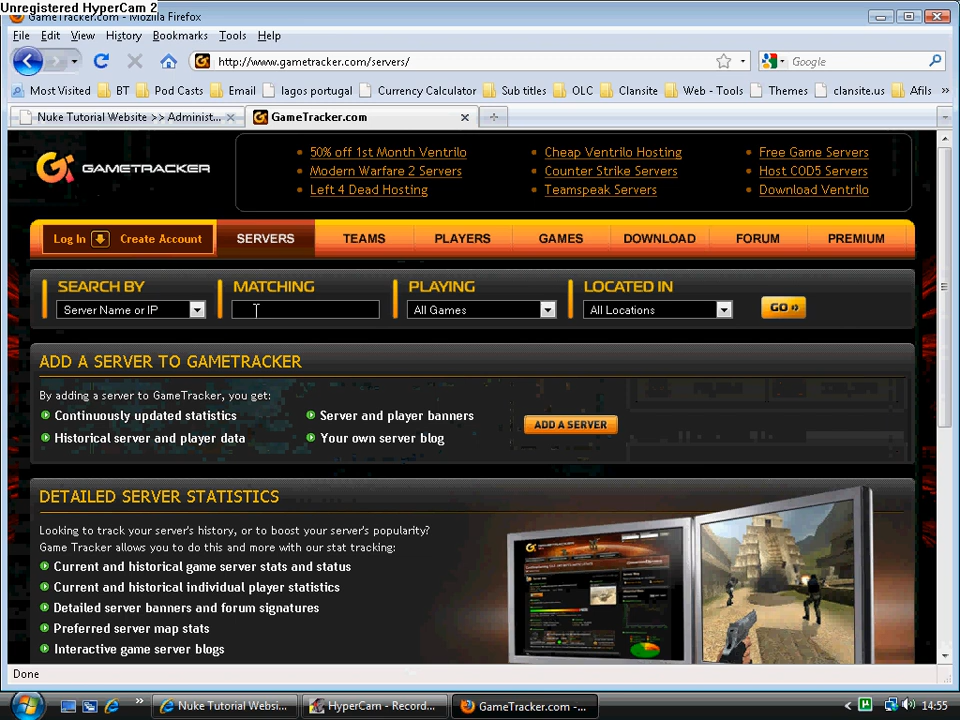 Unregistered HyperCam 2
GameTracker.com - Mozilla Firefox
File Edit View History Bookmarks Tools Help
http://www.gametracker.com/servers/
Google
Most Visited BT Pod Casts Email lagos portugal Currency Calculator Sub titles OLC Clansite Web - Tools Themes clansite.us Afils »
Nuke Tutorial Website >> Administ...
GameTracker.com
GAMETRACKER
50% off 1st Month Ventrilo
Cheap Ventrilo Hosting
Free Game Servers
Modern Warfare 2 Servers
Counter Strike Servers
Host COD5 Servers
Left 4 Dead Hosting
Teamspeak Servers
Download Ventrilo
Log In Create Account SERVERS TEAMS PLAYERS GAMES DOWNLOAD FORUM PREMIUM
SEARCH BY MATCHING PLAYING LOCATED IN
Server Name or IP All Games All Locations GO »
ADD A SERVER TO GAMETRACKER
By adding a server to GameTracker, you get:
Continuously updated statistics Server and player banners
ADD A SERVER
Historical server and player data Your own server blog
DETAILED SERVER STATISTICS
Looking to track your server's history, or to boost your server's popularity?
Game Tracker allows you to do this and more with our stat tracking:
Current and historical game server stats and status
Current and historical individual player statistics
Detailed server banners and forum signatures
Preferred server map stats
Interactive game server blogs
Done
» Nuke Tutorial Websi... HyperCam - Record... GameTracker.com -... 14:55